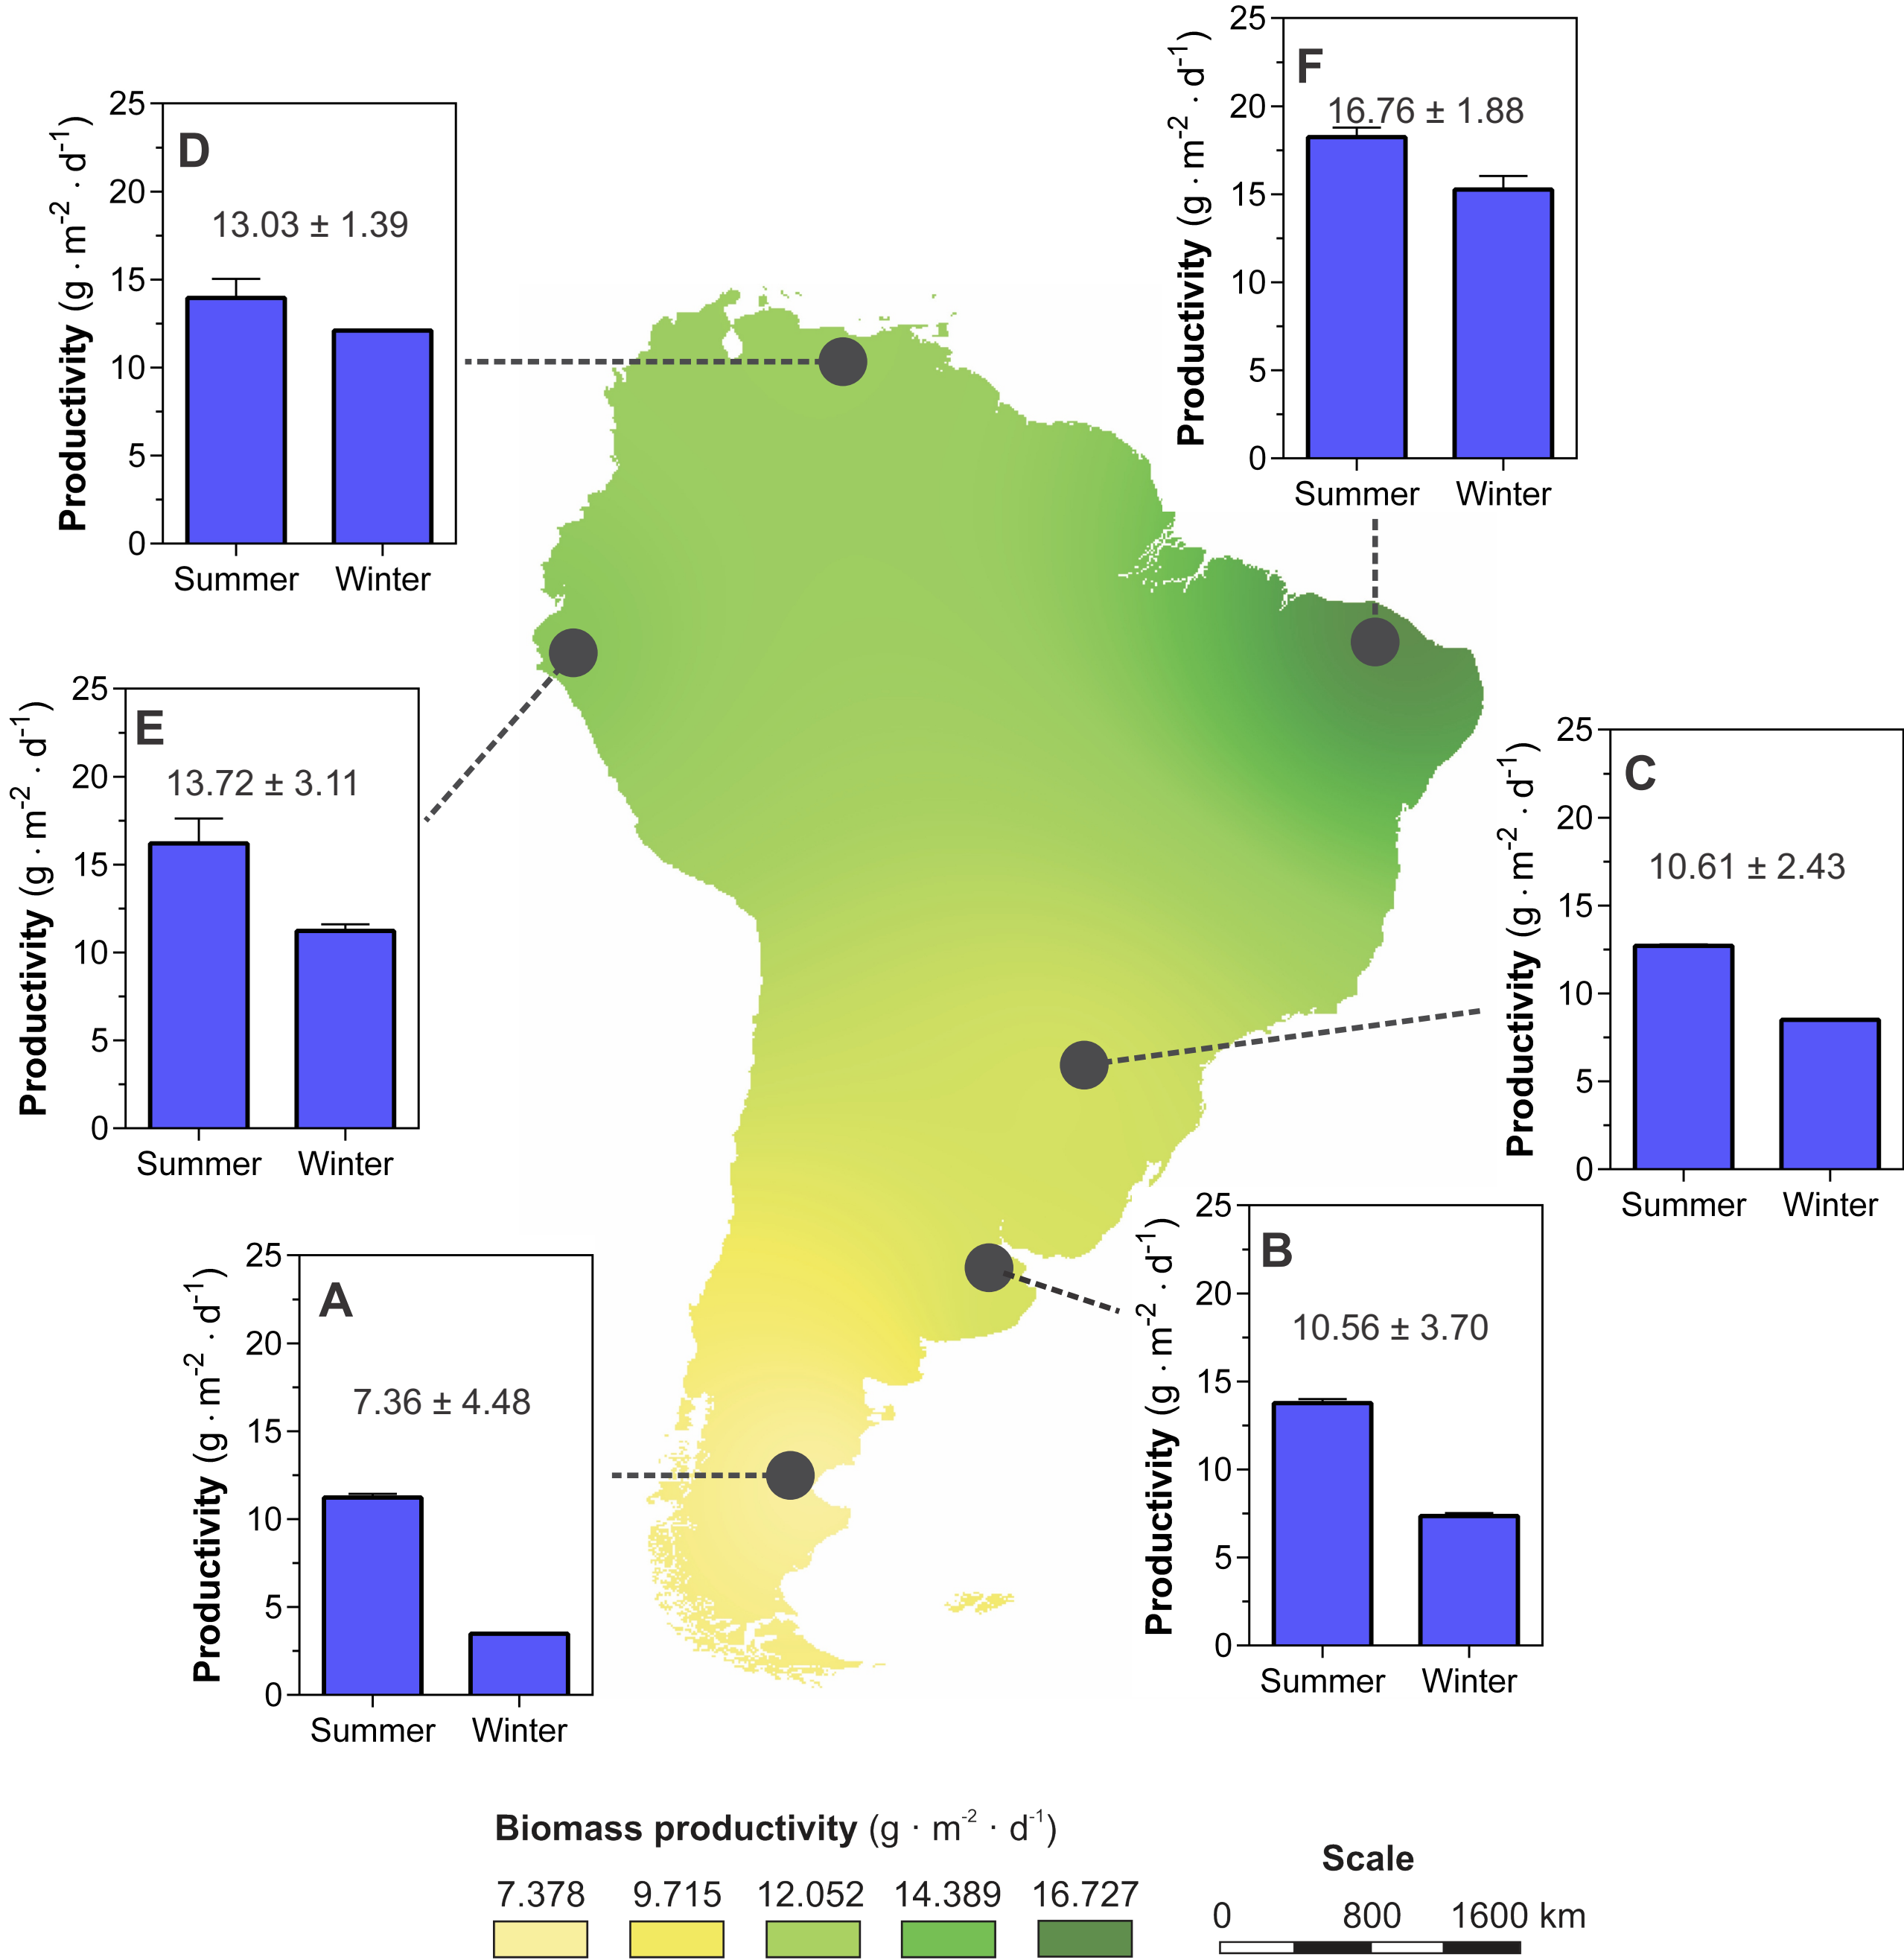 D
13.03 ± 1.39
Productivity (g · m-2 · d-1)
25
20
15
10
5
0
Summer Winter
F
16.76 ± 1.88
Productivity (g · m-2 · d-1)
25
20
15
10
5
0
Summer Winter
E
13.72 ± 3.11
Productivity (g · m-2 · d-1)
25
20
15
10
5
0
Summer Winter
C
10.61 ± 2.43
Productivity (g · m-2 · d-1)
25
20
15
10
5
0
Summer Winter
A
7.36 ± 4.48
Productivity (g · m-2 · d-1)
25
20
15
10
5
0
Summer Winter
B
10.56 ± 3.70
Productivity (g · m-2 · d-1)
25
20
15
10
5
0
Summer Winter
Biomass productivity (g · m-2 · d-1)
7.378 9.715 12.052 14.389 16.727
Scale
0 800 1600 km